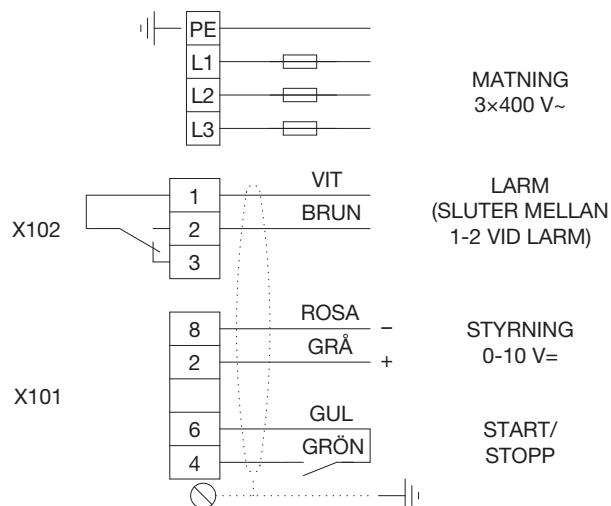 PE
L1
L2
L3
MATNING
3×400 V~
X102
1
2
3
VIT
BRUN
LARM
(SLUTER MELLAN
1-2 VID LARM)
X101
8
2
6
4
ROSA
−
GRÅ
+
GUL
GRÖN
STYRNING
0-10 V=
START/
STOPP